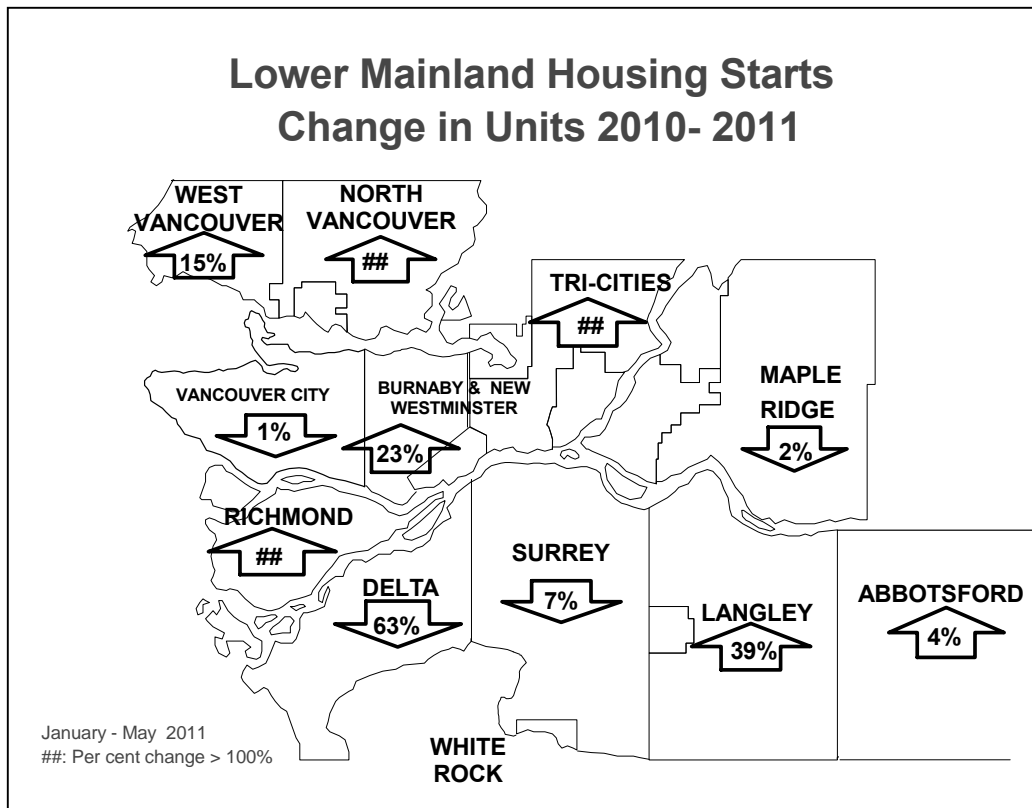 Lower Mainland Housing Starts
Change in Units 2010- 2011
WEST
VANCOUVER
15%
NORTH
VANCOUVER
##
TRI-CITIES
##
VANCOUVER CITY
1%
BURNABY & NEW
WESTMINSTER
23%
MAPLE
RIDGE
2%
RICHMOND
##
DELTA
63%
SURREY
7%
LANGLEY
39%
ABBOTSFORD
4%
WHITE
ROCK
January - May 2011
##: Per cent change > 100%